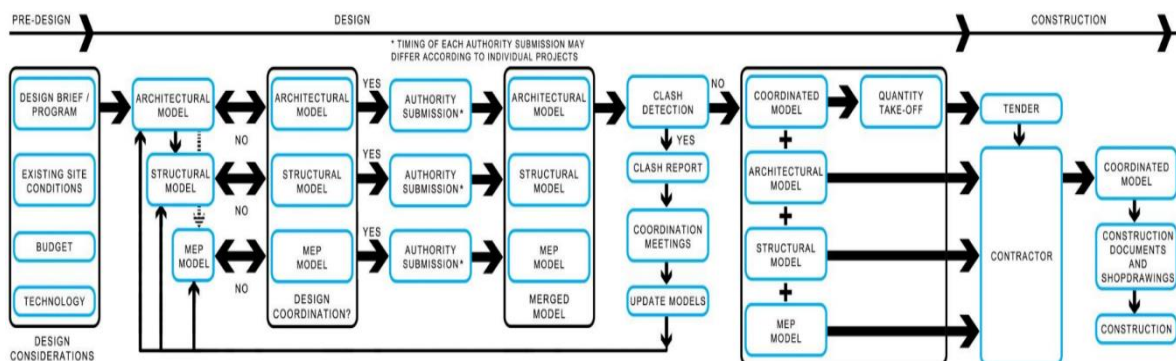 PRE-DESIGN
DESIGN
CONSTRUCTION
* TIMING OF EACH AUTHORITY SUBMISSION MAY
DIFFER ACCORDING TO INDIVIDUAL PROJECTS
DESIGN BRIEF /
PROGRAM
EXISTING SITE
CONDITIONS
BUDGET
TECHNOLOGY
DESIGN
CONSIDERATIONS
ARCHITECTURAL
MODEL
STRUCTURAL
MODEL
MEP
MODEL
NO
NO
NO
ARCHITECTURAL
MODEL
STRUCTURAL
MODEL
MEP
MODEL
DESIGN
COORDINATION?
YES
YES
YES
AUTHORITY
SUBMISSION*
AUTHORITY
SUBMISSION*
AUTHORITY
SUBMISSION*
ARCHITECTURAL
MODEL
STRUCTURAL
MODEL
MEP
MODEL
MERGED
MODEL
CLASH
DETECTION
NO
YES
CLASH REPORT
COORDINATION
MEETINGS
UPDATE MODELS
COORDINATED
MODEL
+
ARCHITECTURAL
MODEL
+
STRUCTURAL
MODEL
+
MEP
MODEL
QUANTITY
TAKE-OFF
TENDER
CONTRACTOR
COORDINATED
MODEL
CONSTRUCTION
DOCUMENTS
AND
SHOPDRAWINGS
CONSTRUCTION